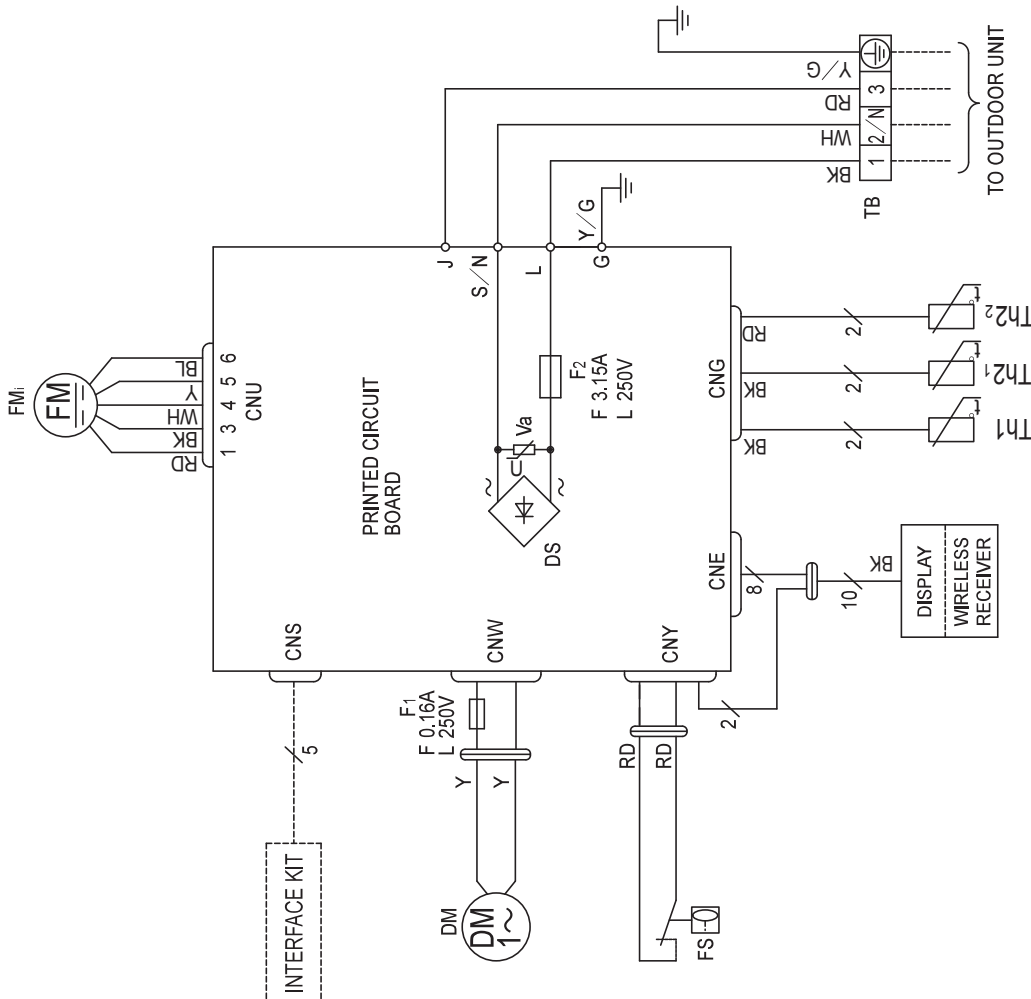 FMᵢ
FM
RD
BK
WH
Y
BL
1 3 4 5 6
CNU
INTERFACE KIT
5
CNS
PRINTED CIRCUIT
BOARD
J
S/N
L
G
Y/G
F₂
F 3.15A
L 250V
Va
U
~
~
DS
F₁
F 0.16A
L 250V
CNW
Y
Y
DM
DM
1~
CNY
RD
RD
FS
2
CNE
8
10
BK
DISPLAY
WIRELESS
RECEIVER
CNG
BK
BK
RD
2
2
2
t°
t°
t°
Th1
Th2₁
Th2₂
BK
WH
RD
Y/G
1
2/N
3
TB
TO OUTDOOR UNIT